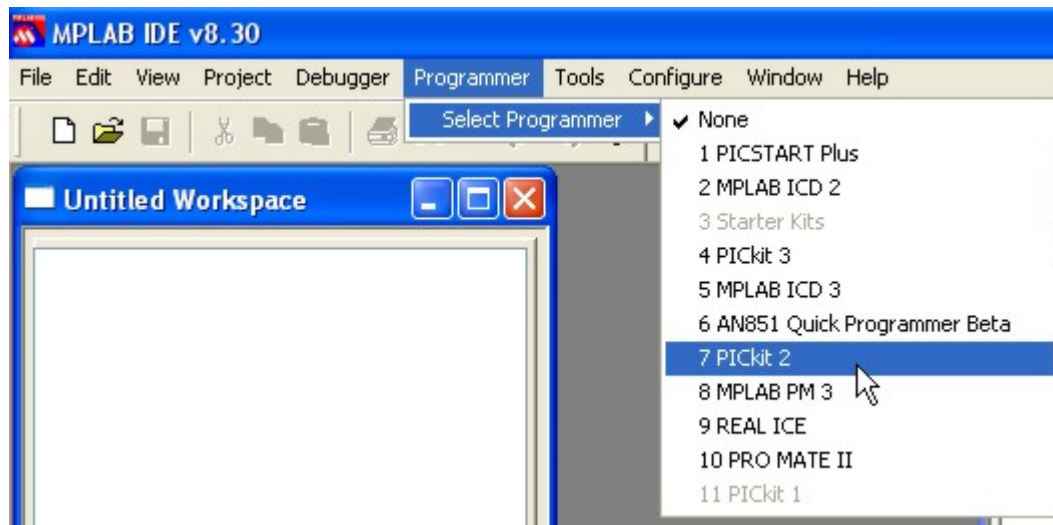 MPLAB IDE v8.30
File Edit View Project Debugger Programmer Tools Configure Window Help
Select Programmer
None
1 PICSTART Plus
2 MPLAB ICD 2
3 Starter Kits
4 PICkit 3
5 MPLAB ICD 3
6 AN851 Quick Programmer Beta
7 PICkit 2
8 MPLAB PM 3
9 REAL ICE
10 PRO MATE II
11 PICkit 1
Untitled Workspace